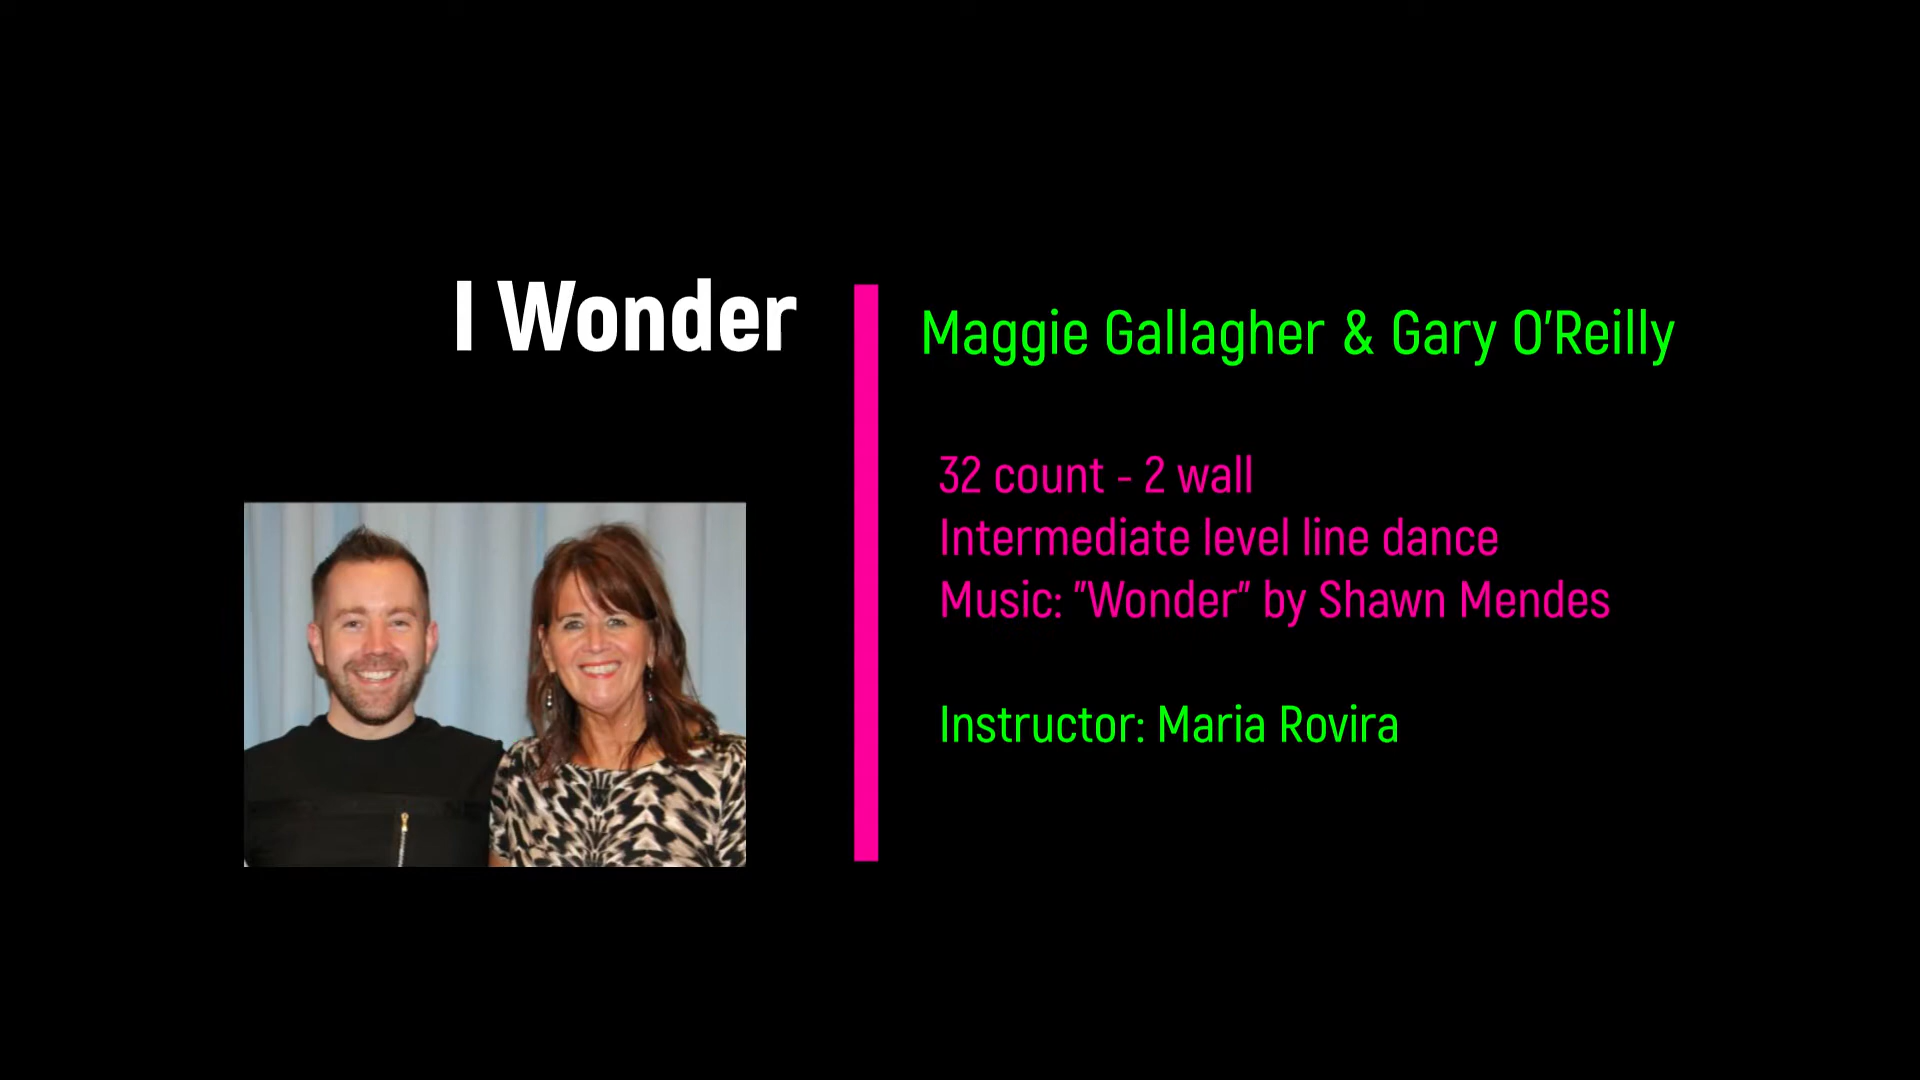 I Wonder
Maggie Gallagher & Gary O'Reilly
32 count - 2 wall
Intermediate level line dance
Music: "Wonder" by Shawn Mendes
Instructor: Maria Rovira